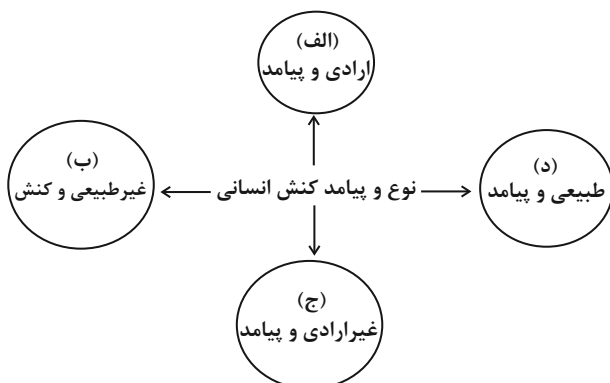 (الف)
ارادی و پیامد
(ب)
غیرطبیعی و کنش
نوع و پیامد کنش انسانی
(د)
طبیعی و پیامد
(ج)
غیرارادی و پیامد